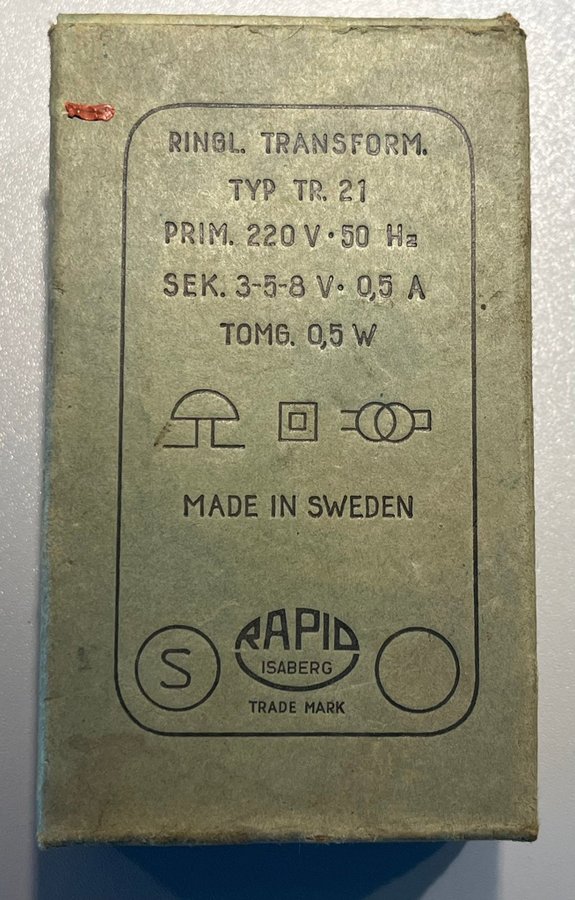 RINGL. TRANSFORM.
TYP TR. 21
PRIM. 220 V · 50 Hz
SEK. 3-5-8 V · 0,5 A
TOMG. 0,5 W
MADE IN SWEDEN
S
RAPID
ISABERG
TRADE MARK